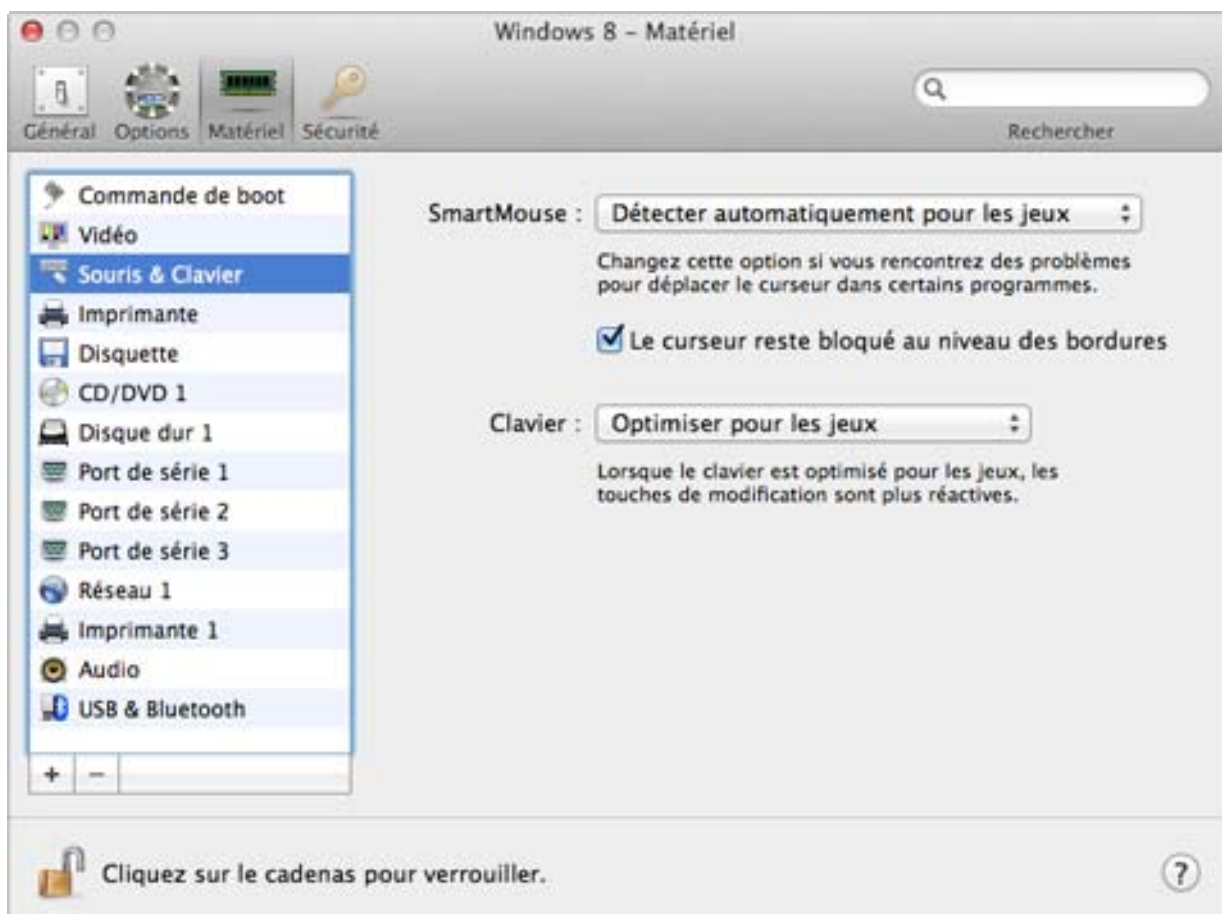 Windows 8 – Matériel
Général Options Matériel Sécurité
Rechercher
Commande de boot
Vidéo
Souris & Clavier
Imprimante
Disquette
CD/DVD 1
Disque dur 1
Port de série 1
Port de série 2
Port de série 3
Réseau 1
Imprimante 1
Audio
USB & Bluetooth
+ −
SmartMouse : Détecter automatiquement pour les jeux
Changez cette option si vous rencontrez des problèmes
pour déplacer le curseur dans certains programmes.
Le curseur reste bloqué au niveau des bordures
Clavier : Optimiser pour les jeux
Lorsque le clavier est optimisé pour les jeux, les
touches de modification sont plus réactives.
Cliquez sur le cadenas pour verrouiller.
?